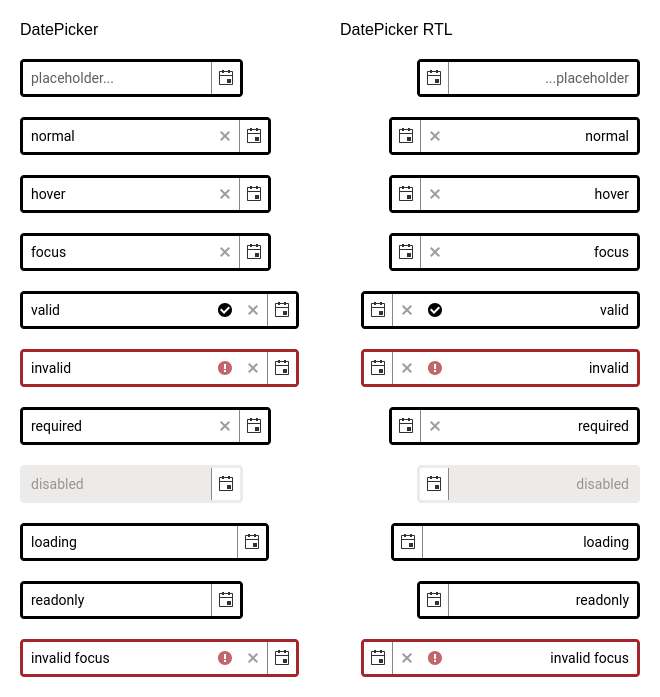 DatePicker
DatePicker RTL
placeholder...
...placeholder
normal
normal
hover
hover
focus
focus
valid
valid
invalid
invalid
required
required
disabled
disabled
loading
loading
readonly
readonly
invalid focus
invalid focus